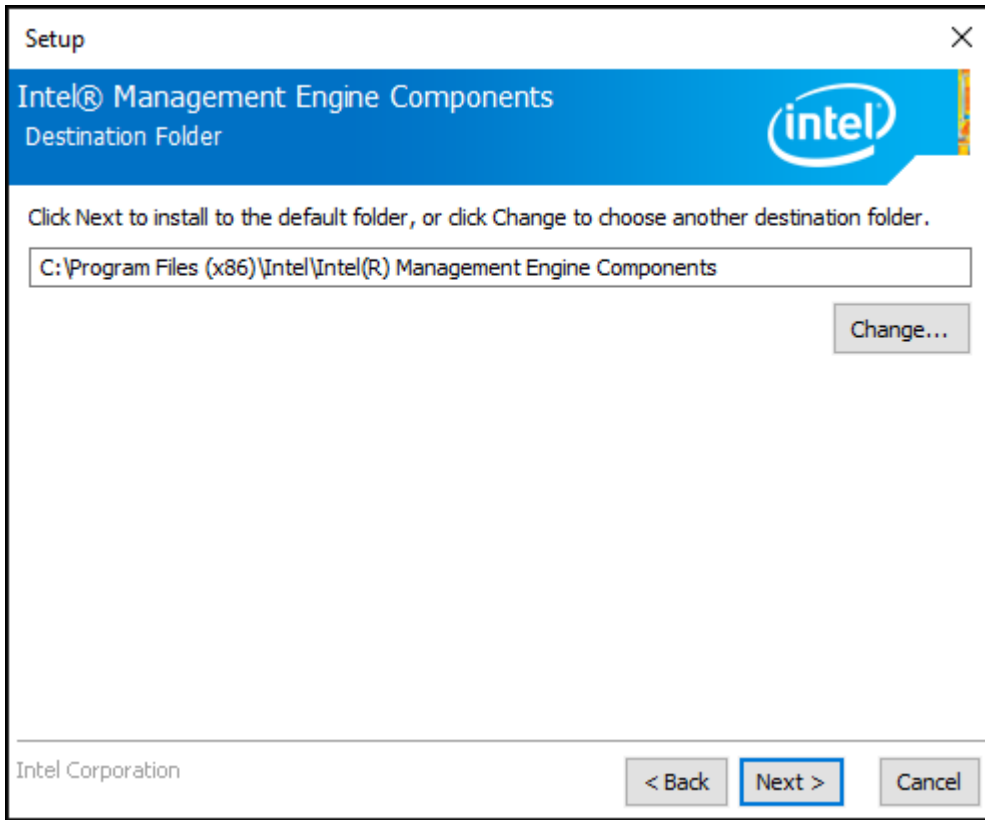 Setup
Intel® Management Engine Components
Destination Folder
intel
Click Next to install to the default folder, or click Change to choose another destination folder.
C:\Program Files (x86)\Intel\Intel(R) Management Engine Components
Change...
Intel Corporation
< Back
Next >
Cancel